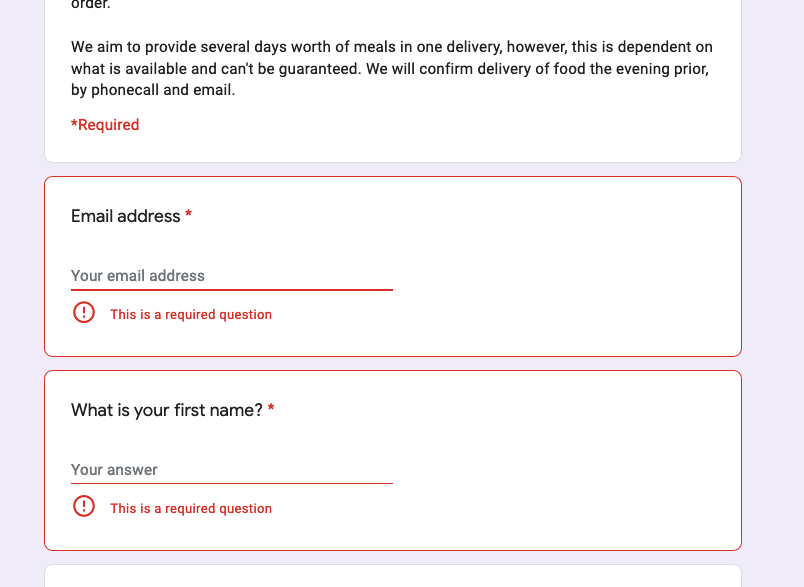 order.
We aim to provide several days worth of meals in one delivery, however, this is dependent on
what is available and can't be guaranteed. We will confirm delivery of food the evening prior,
by phonecall and email.
*Required
Email address *
Your email address
This is a required question
What is your first name? *
Your answer
This is a required question